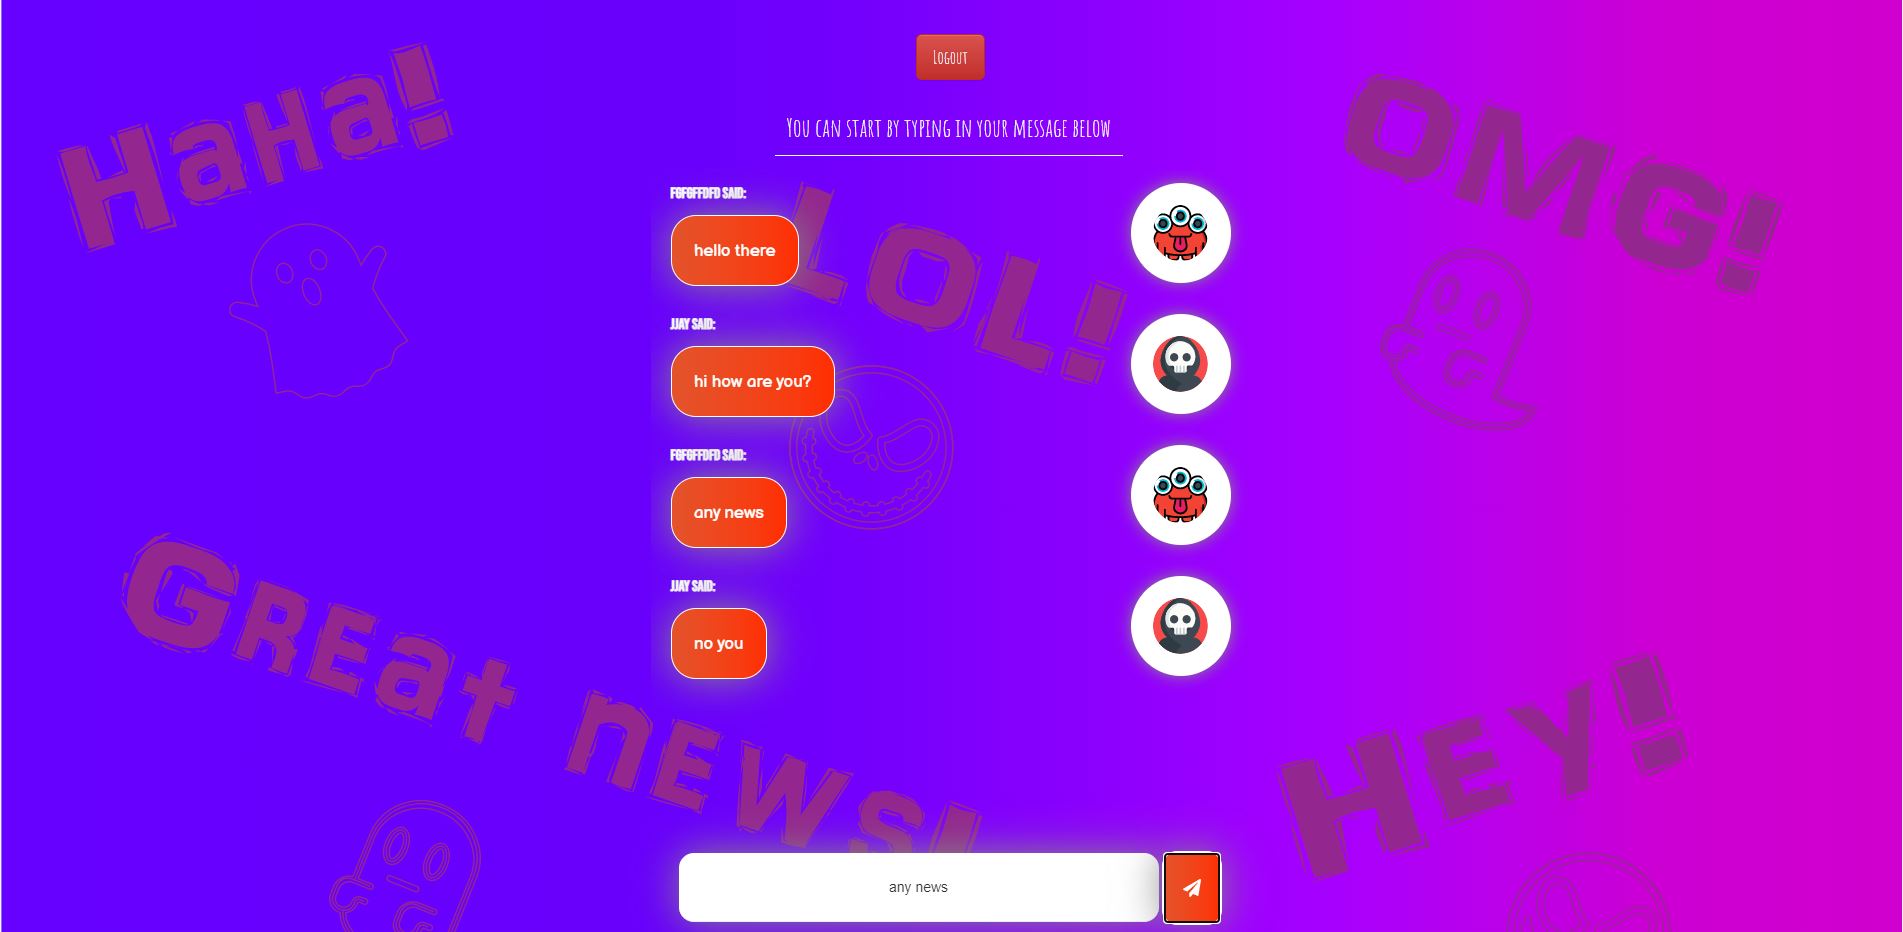 Logout
You can start by typing in your message below
HaHa!
OMG!
LOL!
FGFGFFDFD SAID:
hello there
JJAY SAID:
hi how are you?
FGFGFFDFD SAID:
any news
JJAY SAID:
no you
Great news!
Hey!
any news